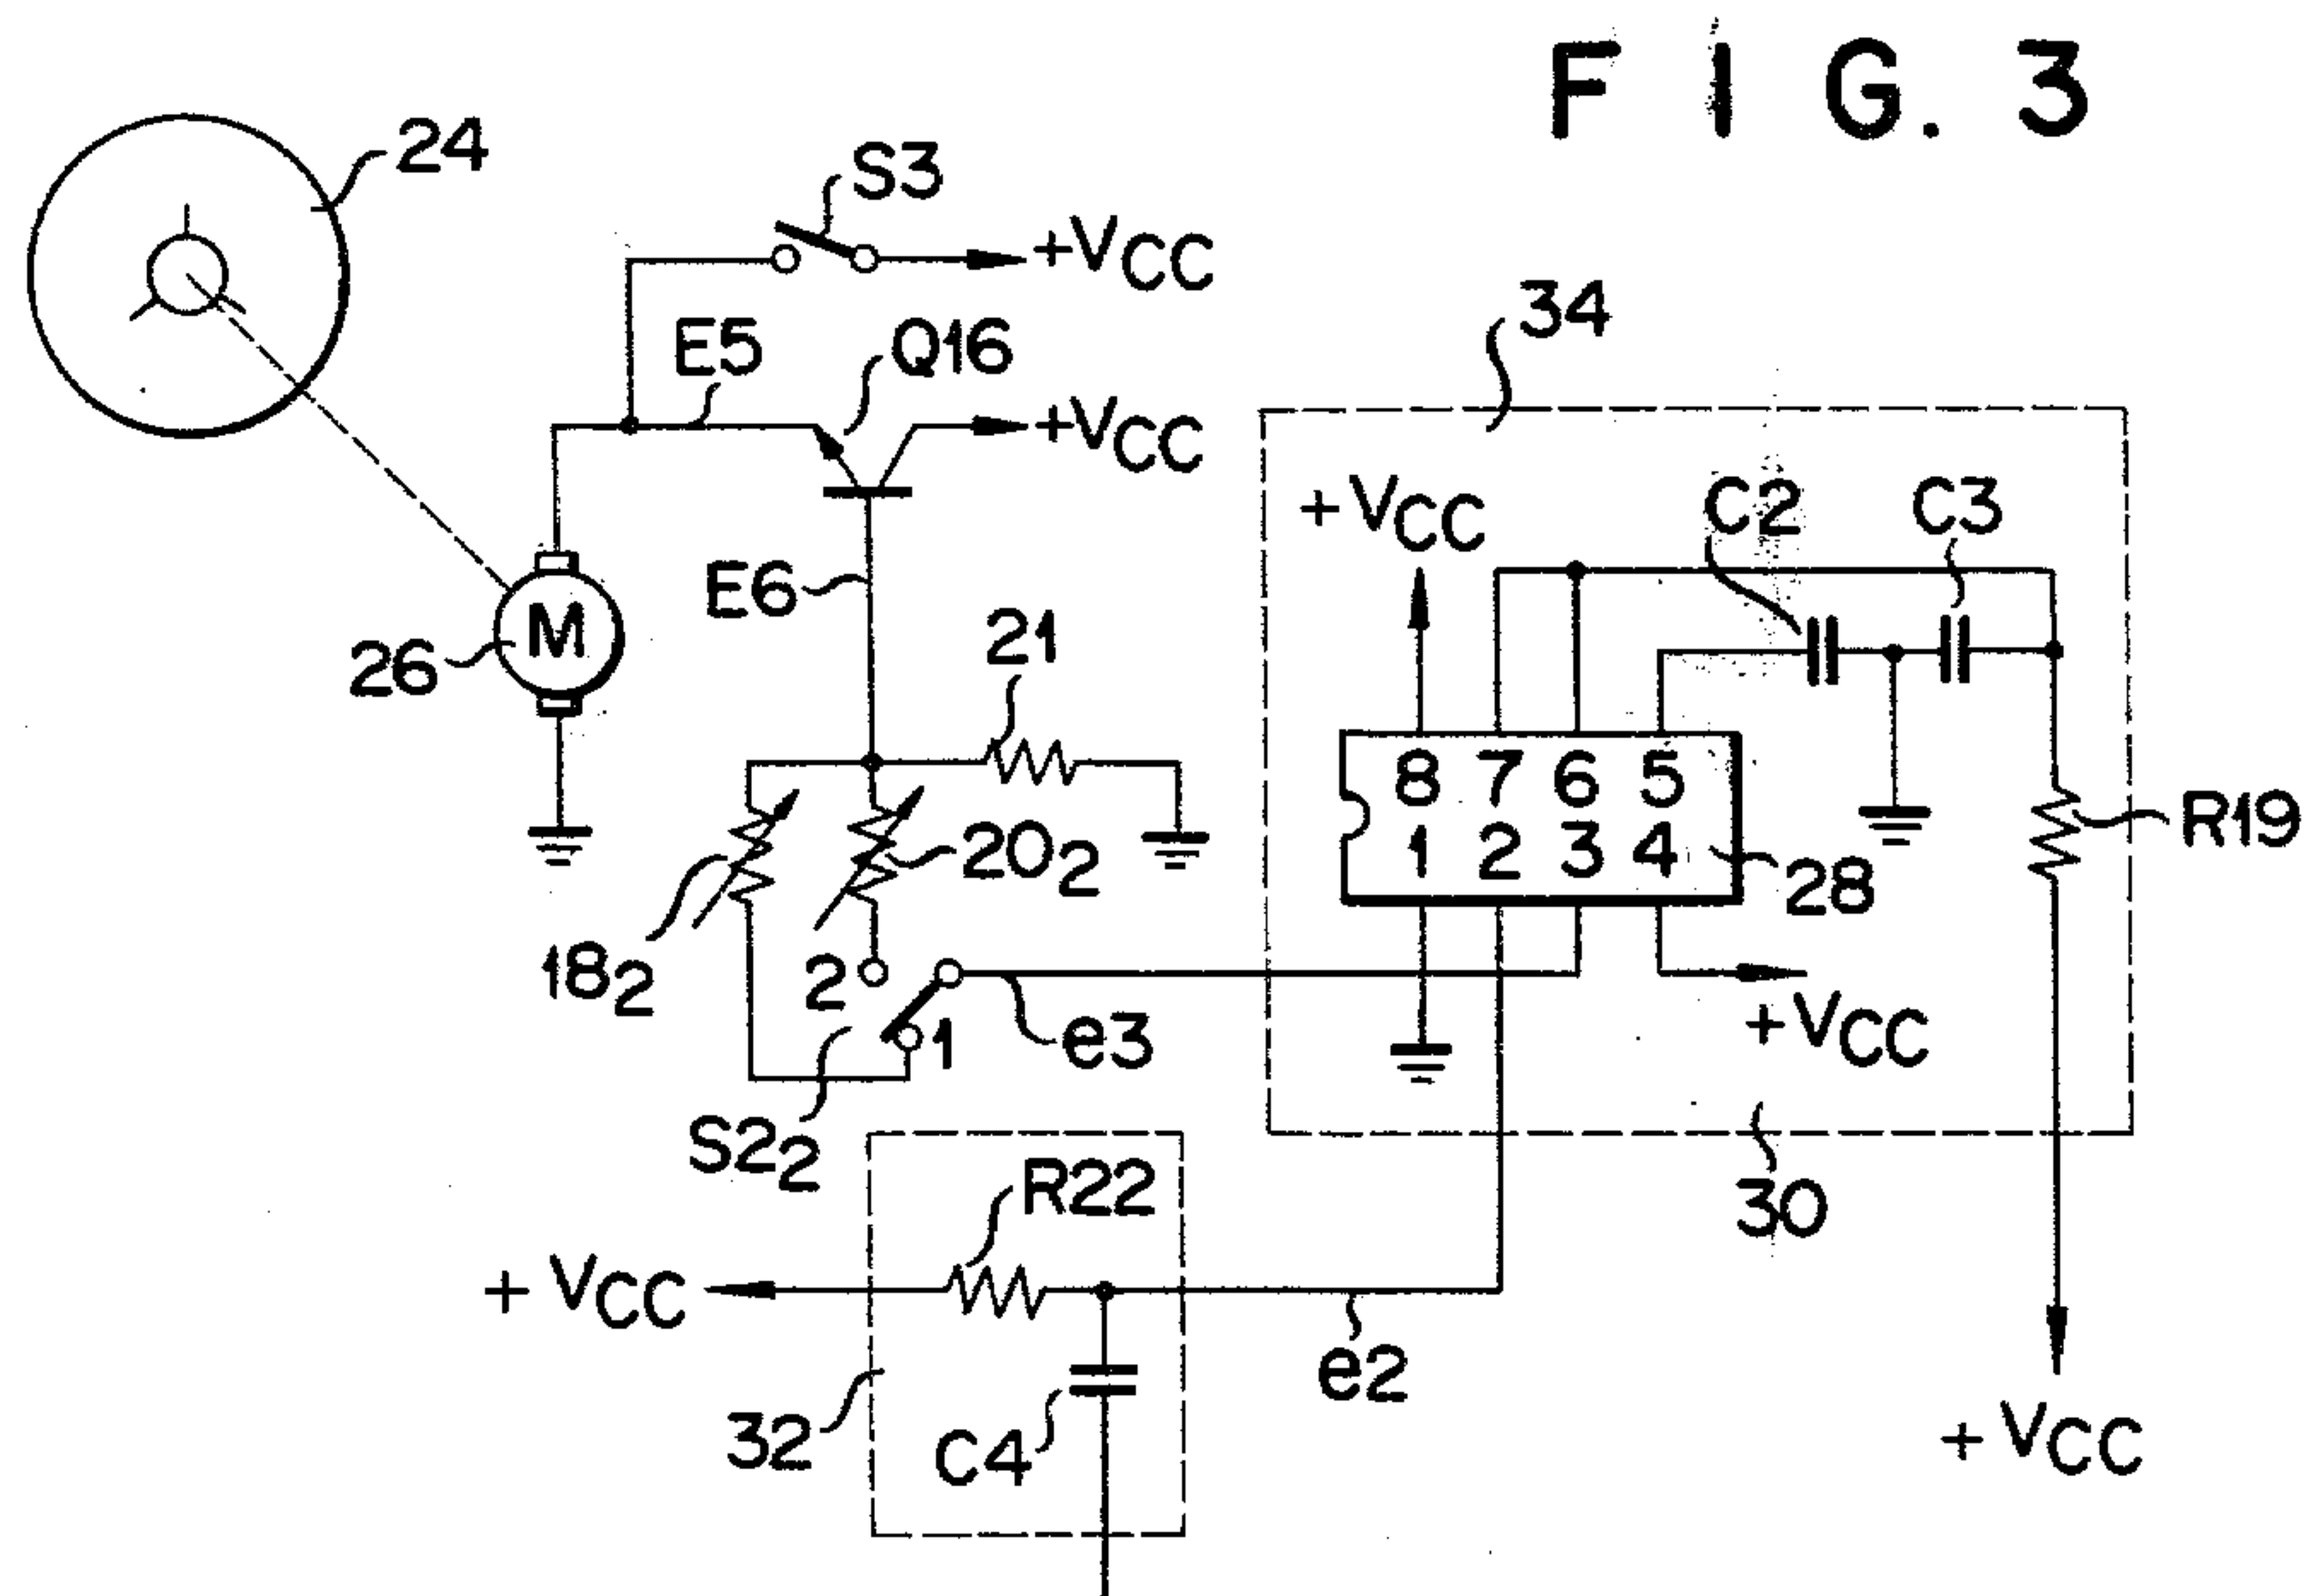 FIG. 3
24
S3
+VCC
34
E5
Q16
+VCC
+VCC
C2
C3
E6
M
26
21
8 7 6 5
1 2 3 4
R19
20₂
28
18₂
2
1
e3
+VCC
S2₂
R22
30
+ VCC
e2
32
C4
+ VCC